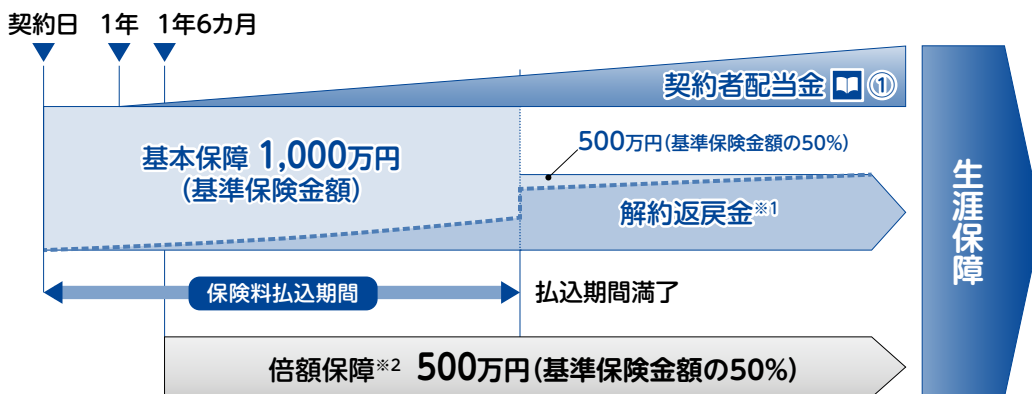 契約日 1年 1年6カ月
契約者配当金 ①
基本保障 1,000万円
(基準保険金額)
500万円(基準保険金額の50%)
解約返戻金※1
生涯保障
保険料払込期間
払込期間満了
倍額保障※2 500万円(基準保険金額の50%)